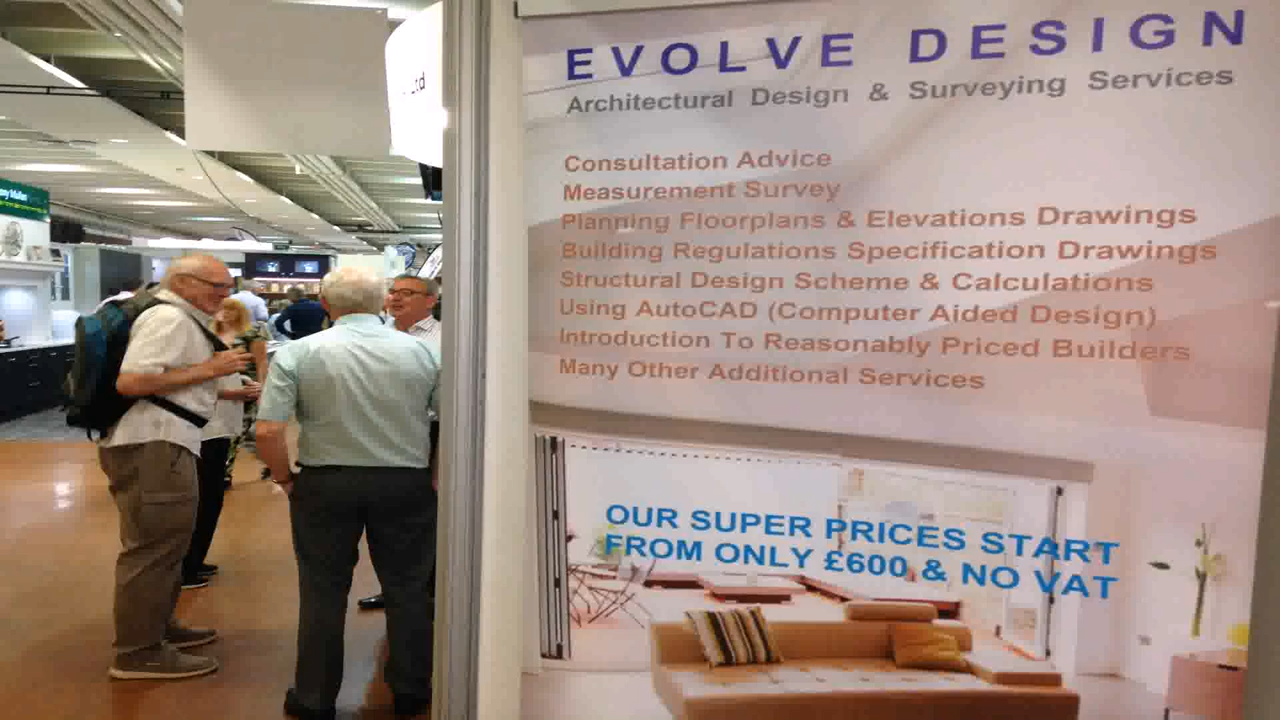 EVOLVE DESIGN
Architectural Design & Surveying Services
Consultation Advice
Measurement Survey
Planning Floorplans & Elevations Drawings
Building Regulations Specification Drawings
Structural Design Scheme & Calculations
Using AutoCAD (Computer Aided Design)
Introduction To Reasonably Priced Builders
Many Other Additional Services
OUR SUPER PRICES START
FROM ONLY £600 & NO VAT
Ltd